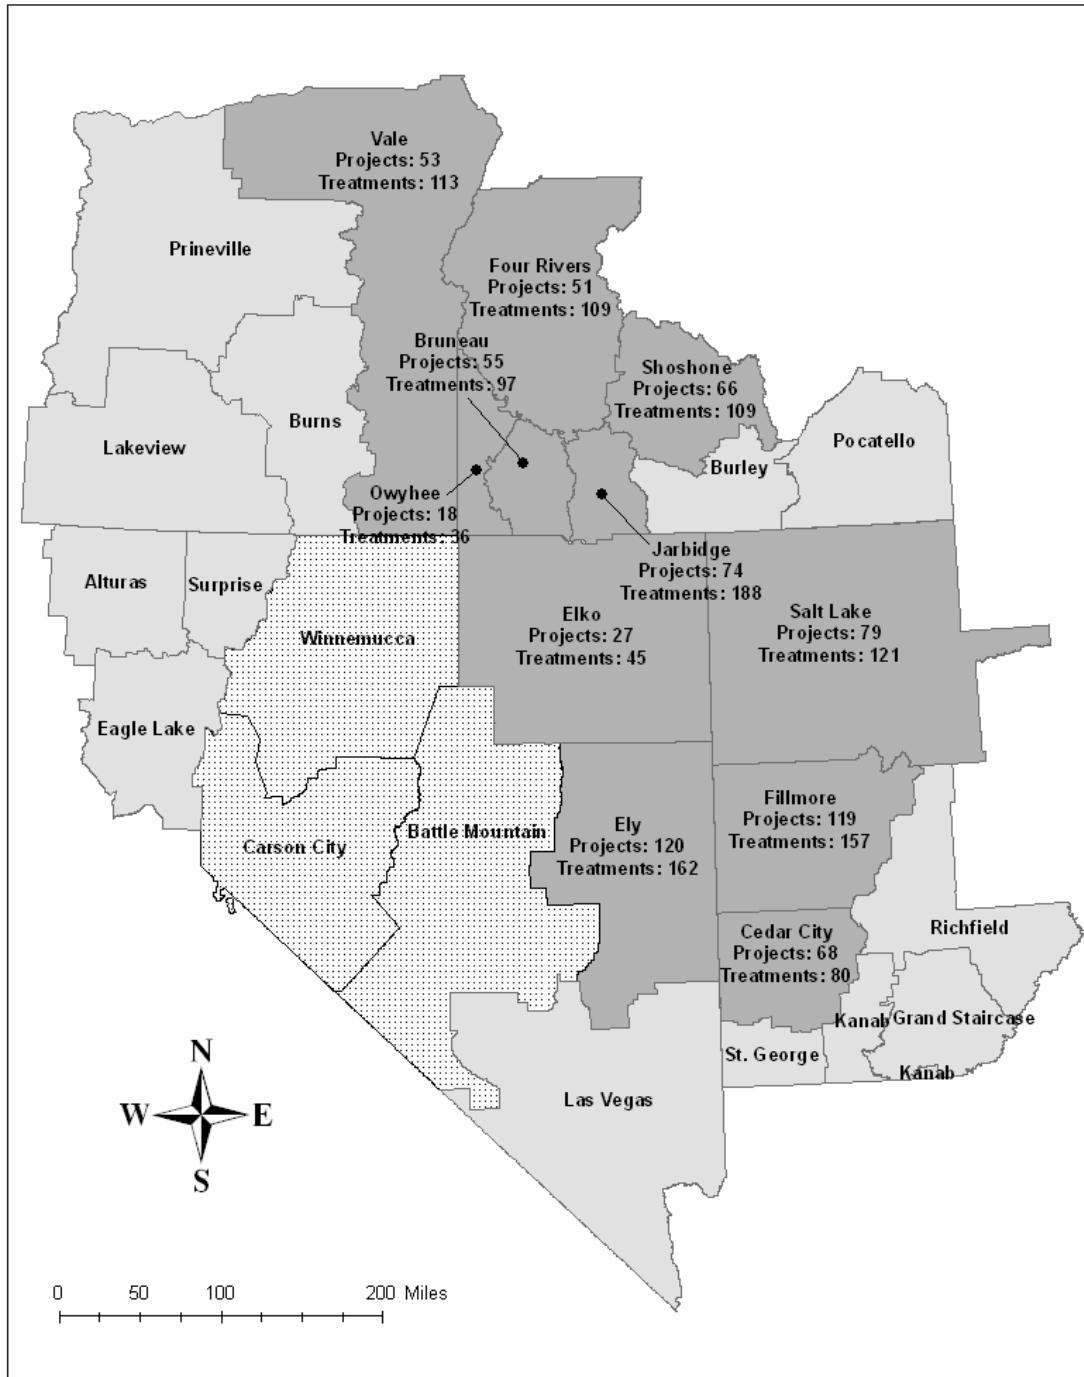 Vale
Projects: 53
Treatments: 113
Prineville
Four Rivers
Projects: 51
Treatments: 109
Bruneau
Projects: 55
Treatments: 97
Shoshone
Projects: 66
Treatments: 109
Burns
Lakeview
Pocatello
Burley
Owyhee
Projects: 18
Treatments: 36
Jarbidge
Projects: 74
Treatments: 188
Alturas
Surprise
Winnemucca
Elko
Projects: 27
Treatments: 45
Salt Lake
Projects: 79
Treatments: 121
Eagle Lake
Carson City
Battle Mountain
Ely
Projects: 120
Treatments: 162
Fillmore
Projects: 119
Treatments: 157
Cedar City
Projects: 68
Treatments: 80
Richfield
Kanab
Grand Staircase
St. George
Kanab
Las Vegas
N
W
E
S
0 50 100 200 Miles